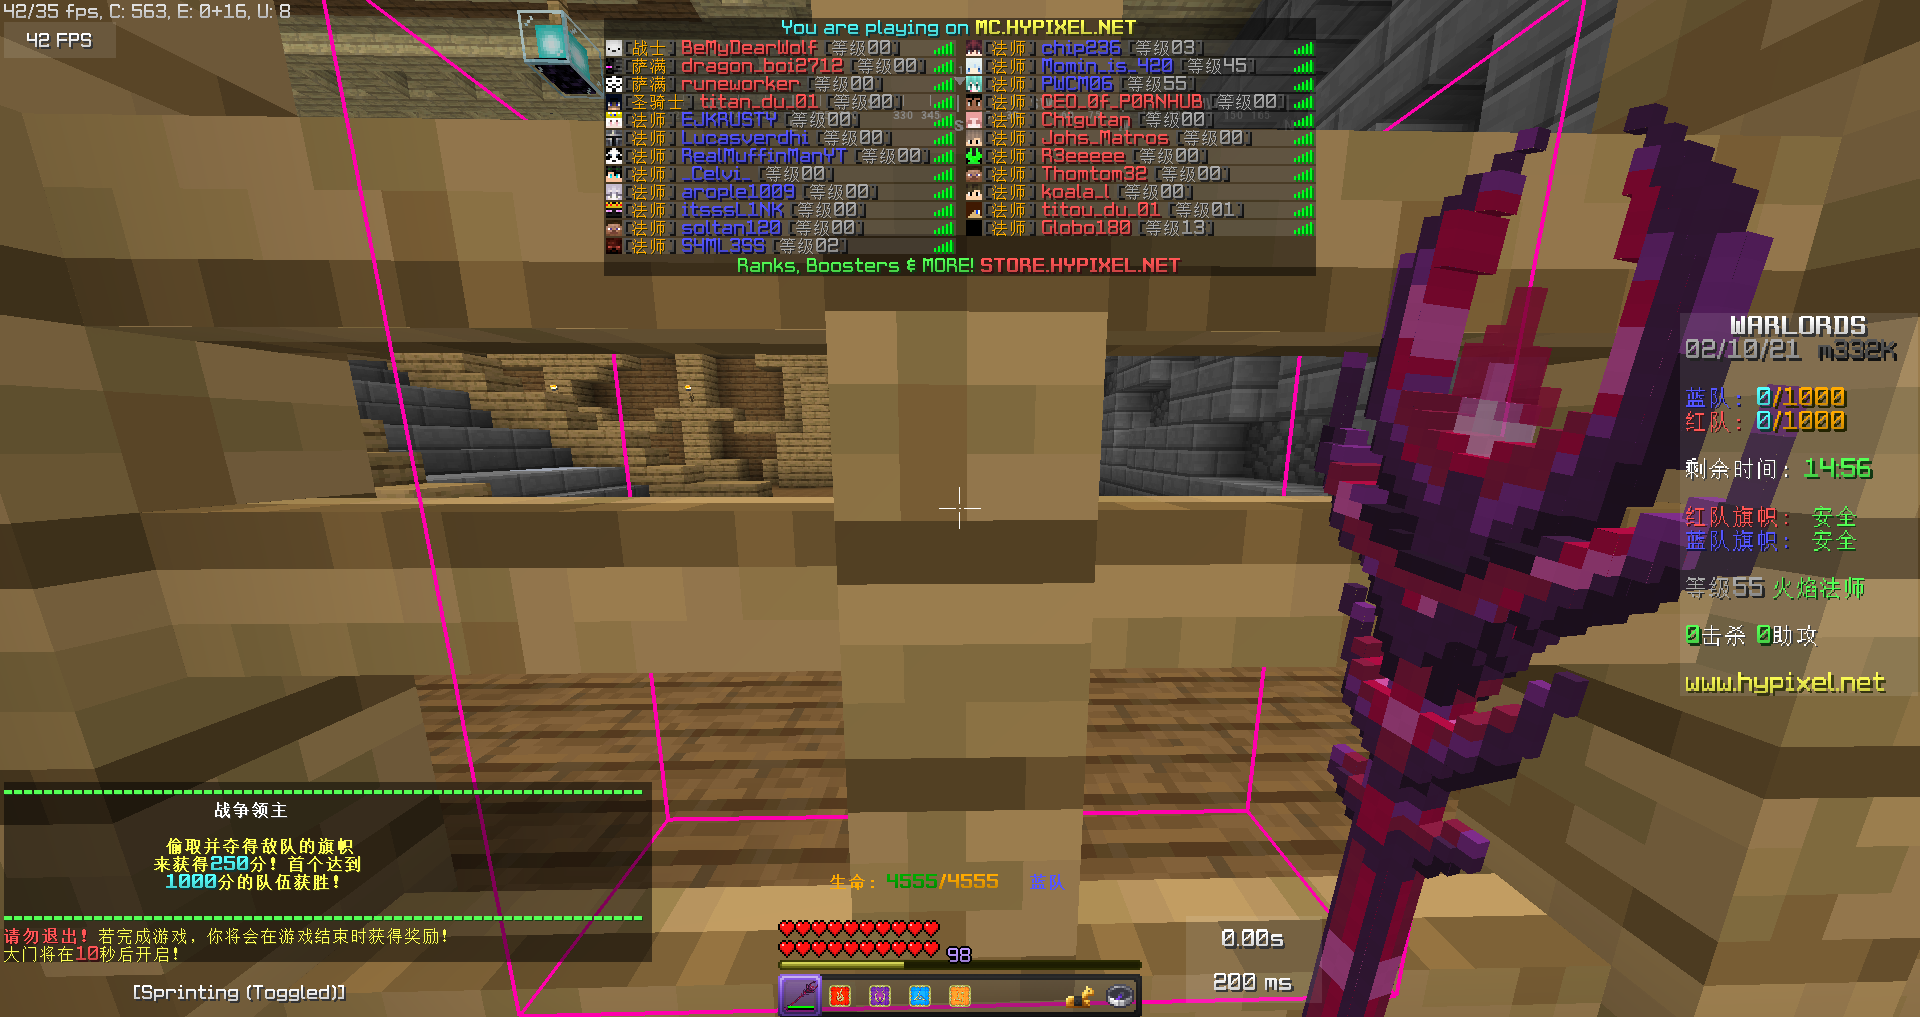 42/35 fps, C: 563, E: 0+16, U: 8
42 FPS
You are playing on MC.HYPIXEL.NET
[战士] BeMyDearWolf [等级00]
[萨满] dragon_boi2712 [等级00]
[萨满] runeworker [等级00]
[圣骑士] titan_du_01 [等级00]
[法师] EJKRUSTY [等级00]
[法师] Lucasverdhi [等级00]
[法师] RealMuffinManYT [等级00]
[法师] _Celvi_ [等级00]
[法师] arople1009 [等级00]
[法师] itsssL1NK [等级00]
[法师] soltan120 [等级00]
[法师] S4ML3SS [等级02]
[法师] chip236 [等级03]
[法师] Momin_is_420 [等级45]
[法师] PWCM06 [等级55]
[法师] CEO_0f_P0RNHUB [等级00]
[法师] Chigutan [等级00]
[法师] Johs_Matros [等级00]
[法师] R3eeeee [等级00]
[法师] Thomtom32 [等级00]
[法师] koala_l [等级00]
[法师] titou_du_01 [等级01]
[法师] Globo180 [等级13]
330 345
S
150 165
Ranks, Boosters & MORE! STORE.HYPIXEL.NET
WARLORDS
02/10/21 m332K
蓝队: 0/1000
红队: 0/1000
剩余时间: 14:56
红队旗帜: 安全
蓝队旗帜: 安全
等级55 火焰法师
0击杀 0助攻
www.hypixel.net
战争领主
偷取并夺得敌队的旗帜
来获得250分! 首个达到
1000分的队伍获胜!
请勿退出! 若完成游戏, 你将会在游戏结束时获得奖励!
大门将在10秒后开启!
[Sprinting (Toggled)]
生命: 4555/4555 蓝队
98
0.00s
200 ms